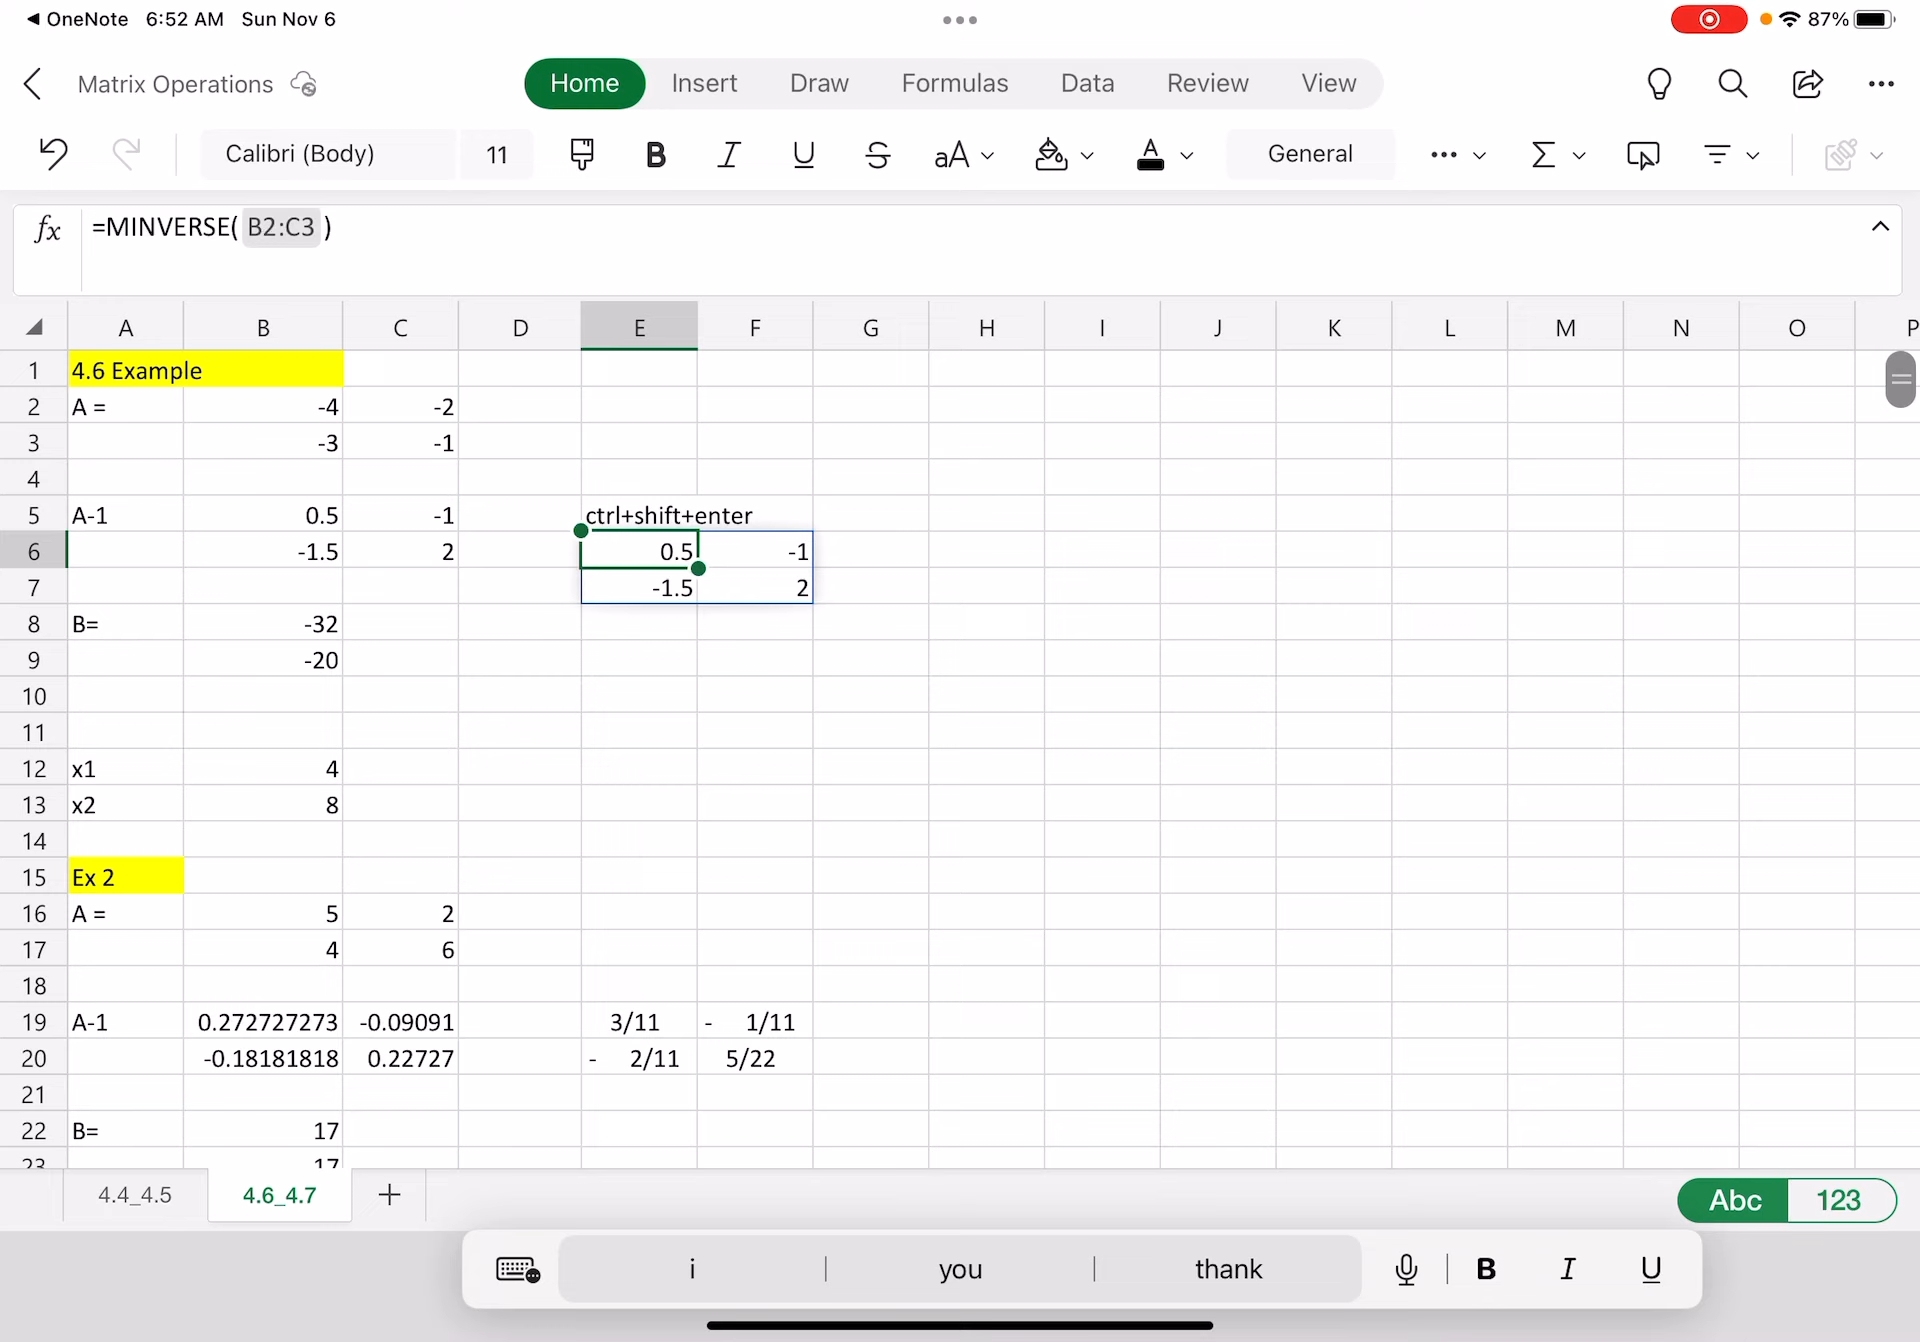 OneNote 6:52 AM Sun Nov 6 87%
Matrix Operations Home Insert Draw Formulas Data Review View
Calibri (Body) 11 B I U S aA A General
fx =MINVERSE( B2:C3 )
A B C D E F G H I J K L M N O P
1 4.6 Example
2 A = -4 -2
3 -3 -1
4
5 A-1 0.5 -1 ctrl+shift+enter
6 -1.5 2 0.5 -1
7 -1.5 2
8 B= -32
9 -20
10
11
12 x1 4
13 x2 8
14
15 Ex 2
16 A = 5 2
17 4 6
18
19 A-1 0.272727273 -0.09091 3/11 - 1/11
20 -0.18181818 0.22727 - 2/11 5/22
21
22 B= 17
23 17
4.4_4.5 4.6_4.7 Abc 123
i you thank B I U